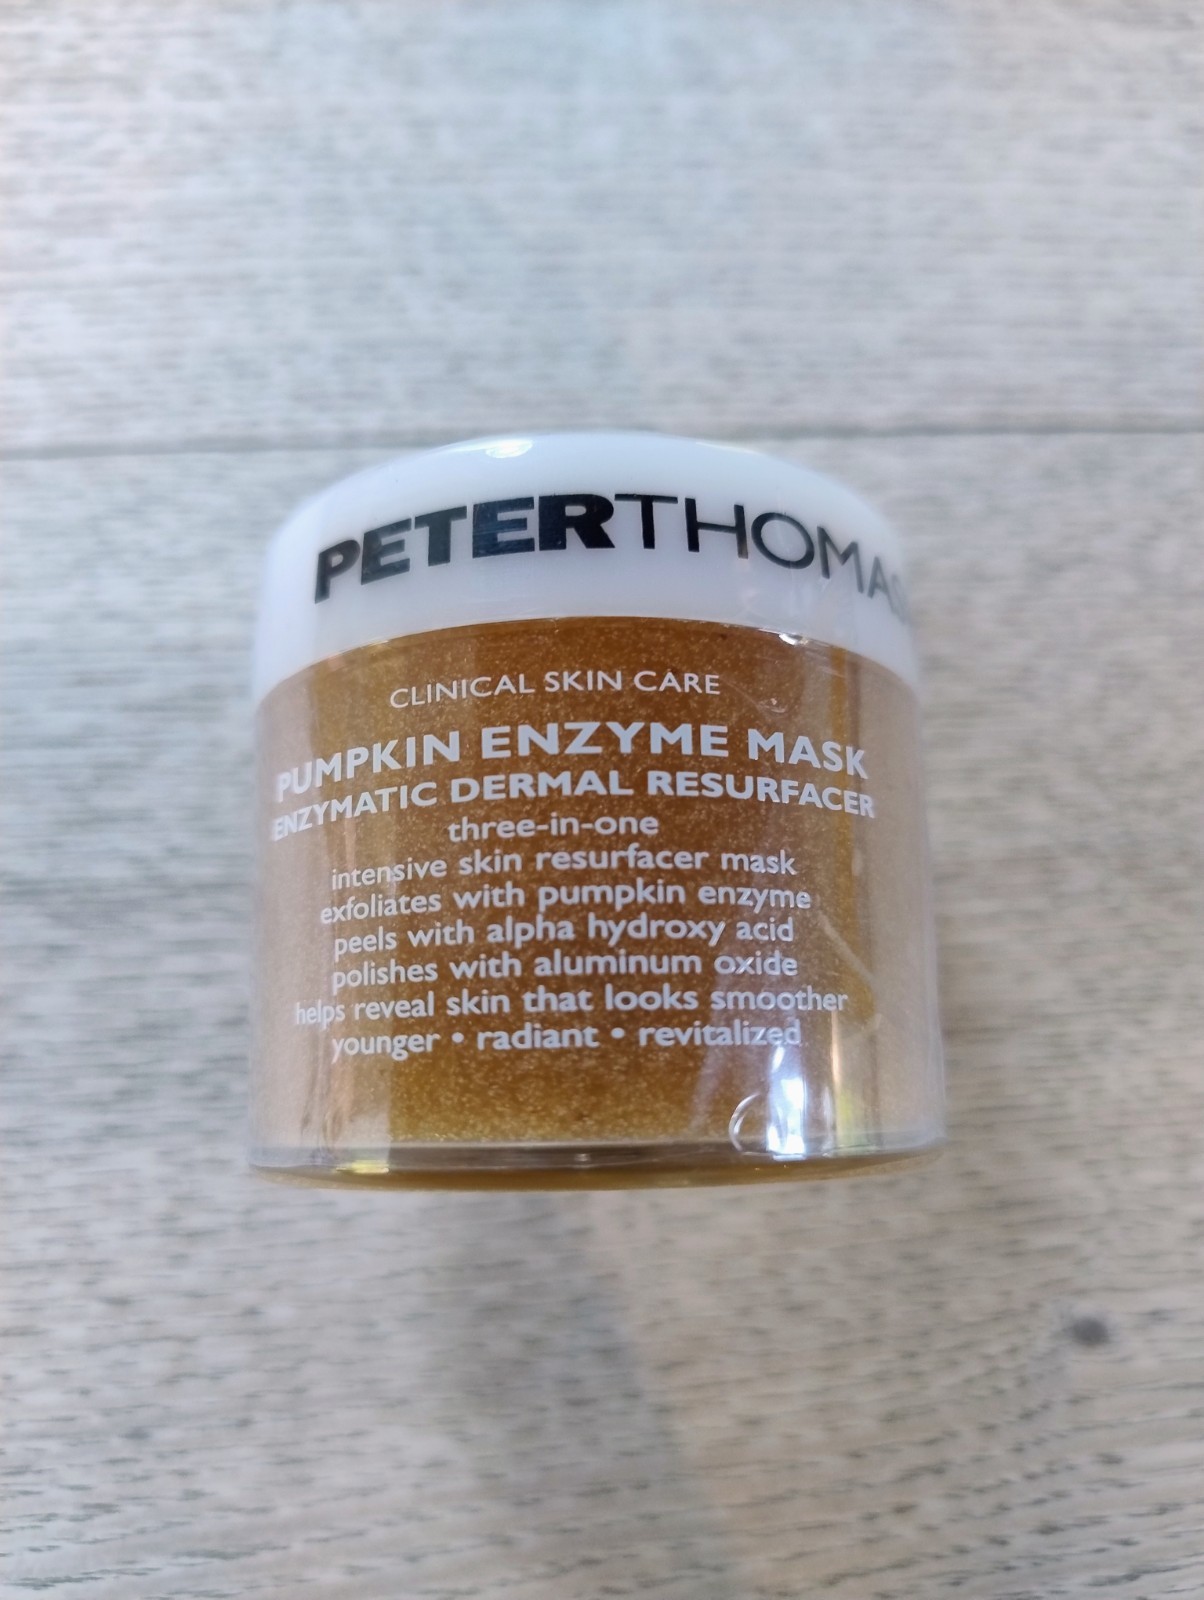 PETERTHOMAS
CLINICAL SKIN CARE
PUMPKIN ENZYME MASK
ENZYMATIC DERMAL RESURFACER
three-in-one
intensive skin resurfacer mask
exfoliates with pumpkin enzyme
peels with alpha hydroxy acid
polishes with aluminum oxide
helps reveal skin that looks smoother
younger • radiant • revitalized